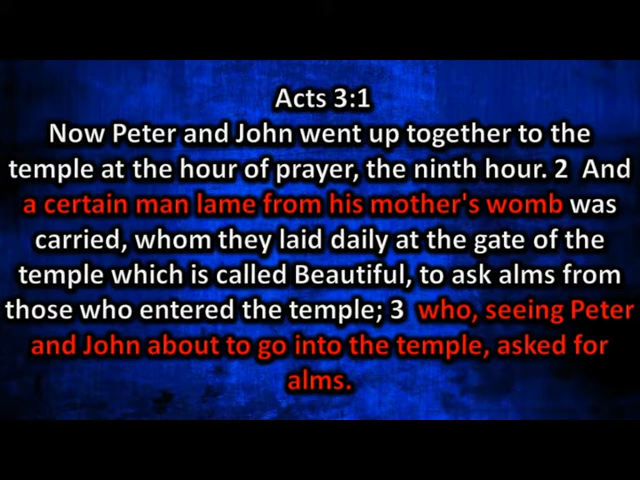 Acts 3:1
Now Peter and John went up together to the
temple at the hour of prayer, the ninth hour. 2 And
a certain man lame from his mother's womb was
carried, whom they laid daily at the gate of the
temple which is called Beautiful, to ask alms from
those who entered the temple; 3 who, seeing Peter
and John about to go into the temple, asked for
alms.